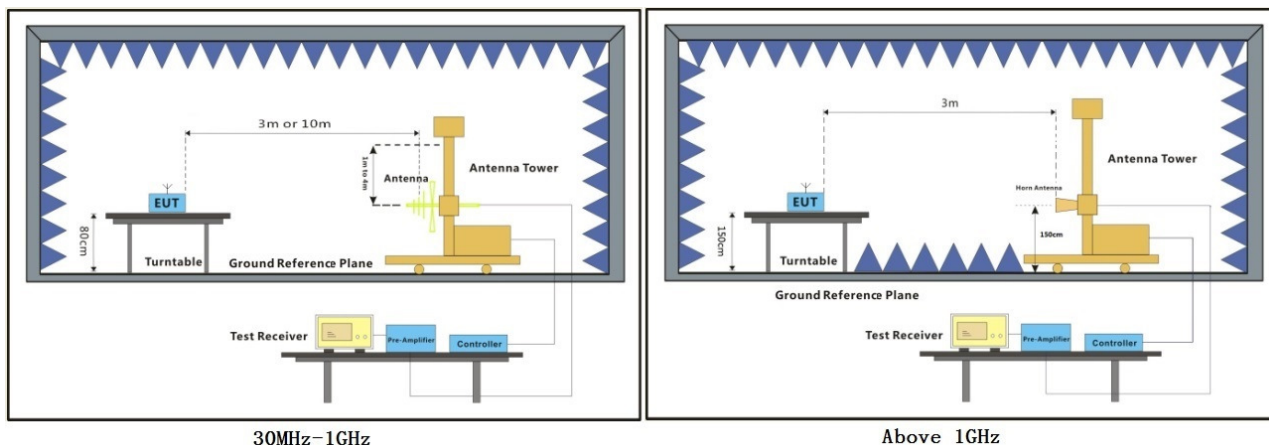 3m or 10m
1m to 4m
Antenna
Antenna Tower
EUT
80cm
Turntable
Ground Reference Plane
Test Receiver
Pre-Amplifier
Controller
30MHz-1GHz
3m
Antenna Tower
Horn Antenna
EUT
150cm
150cm
Turntable
Ground Reference Plane
Test Receiver
Pre-Amplifier
Controller
Above 1GHz